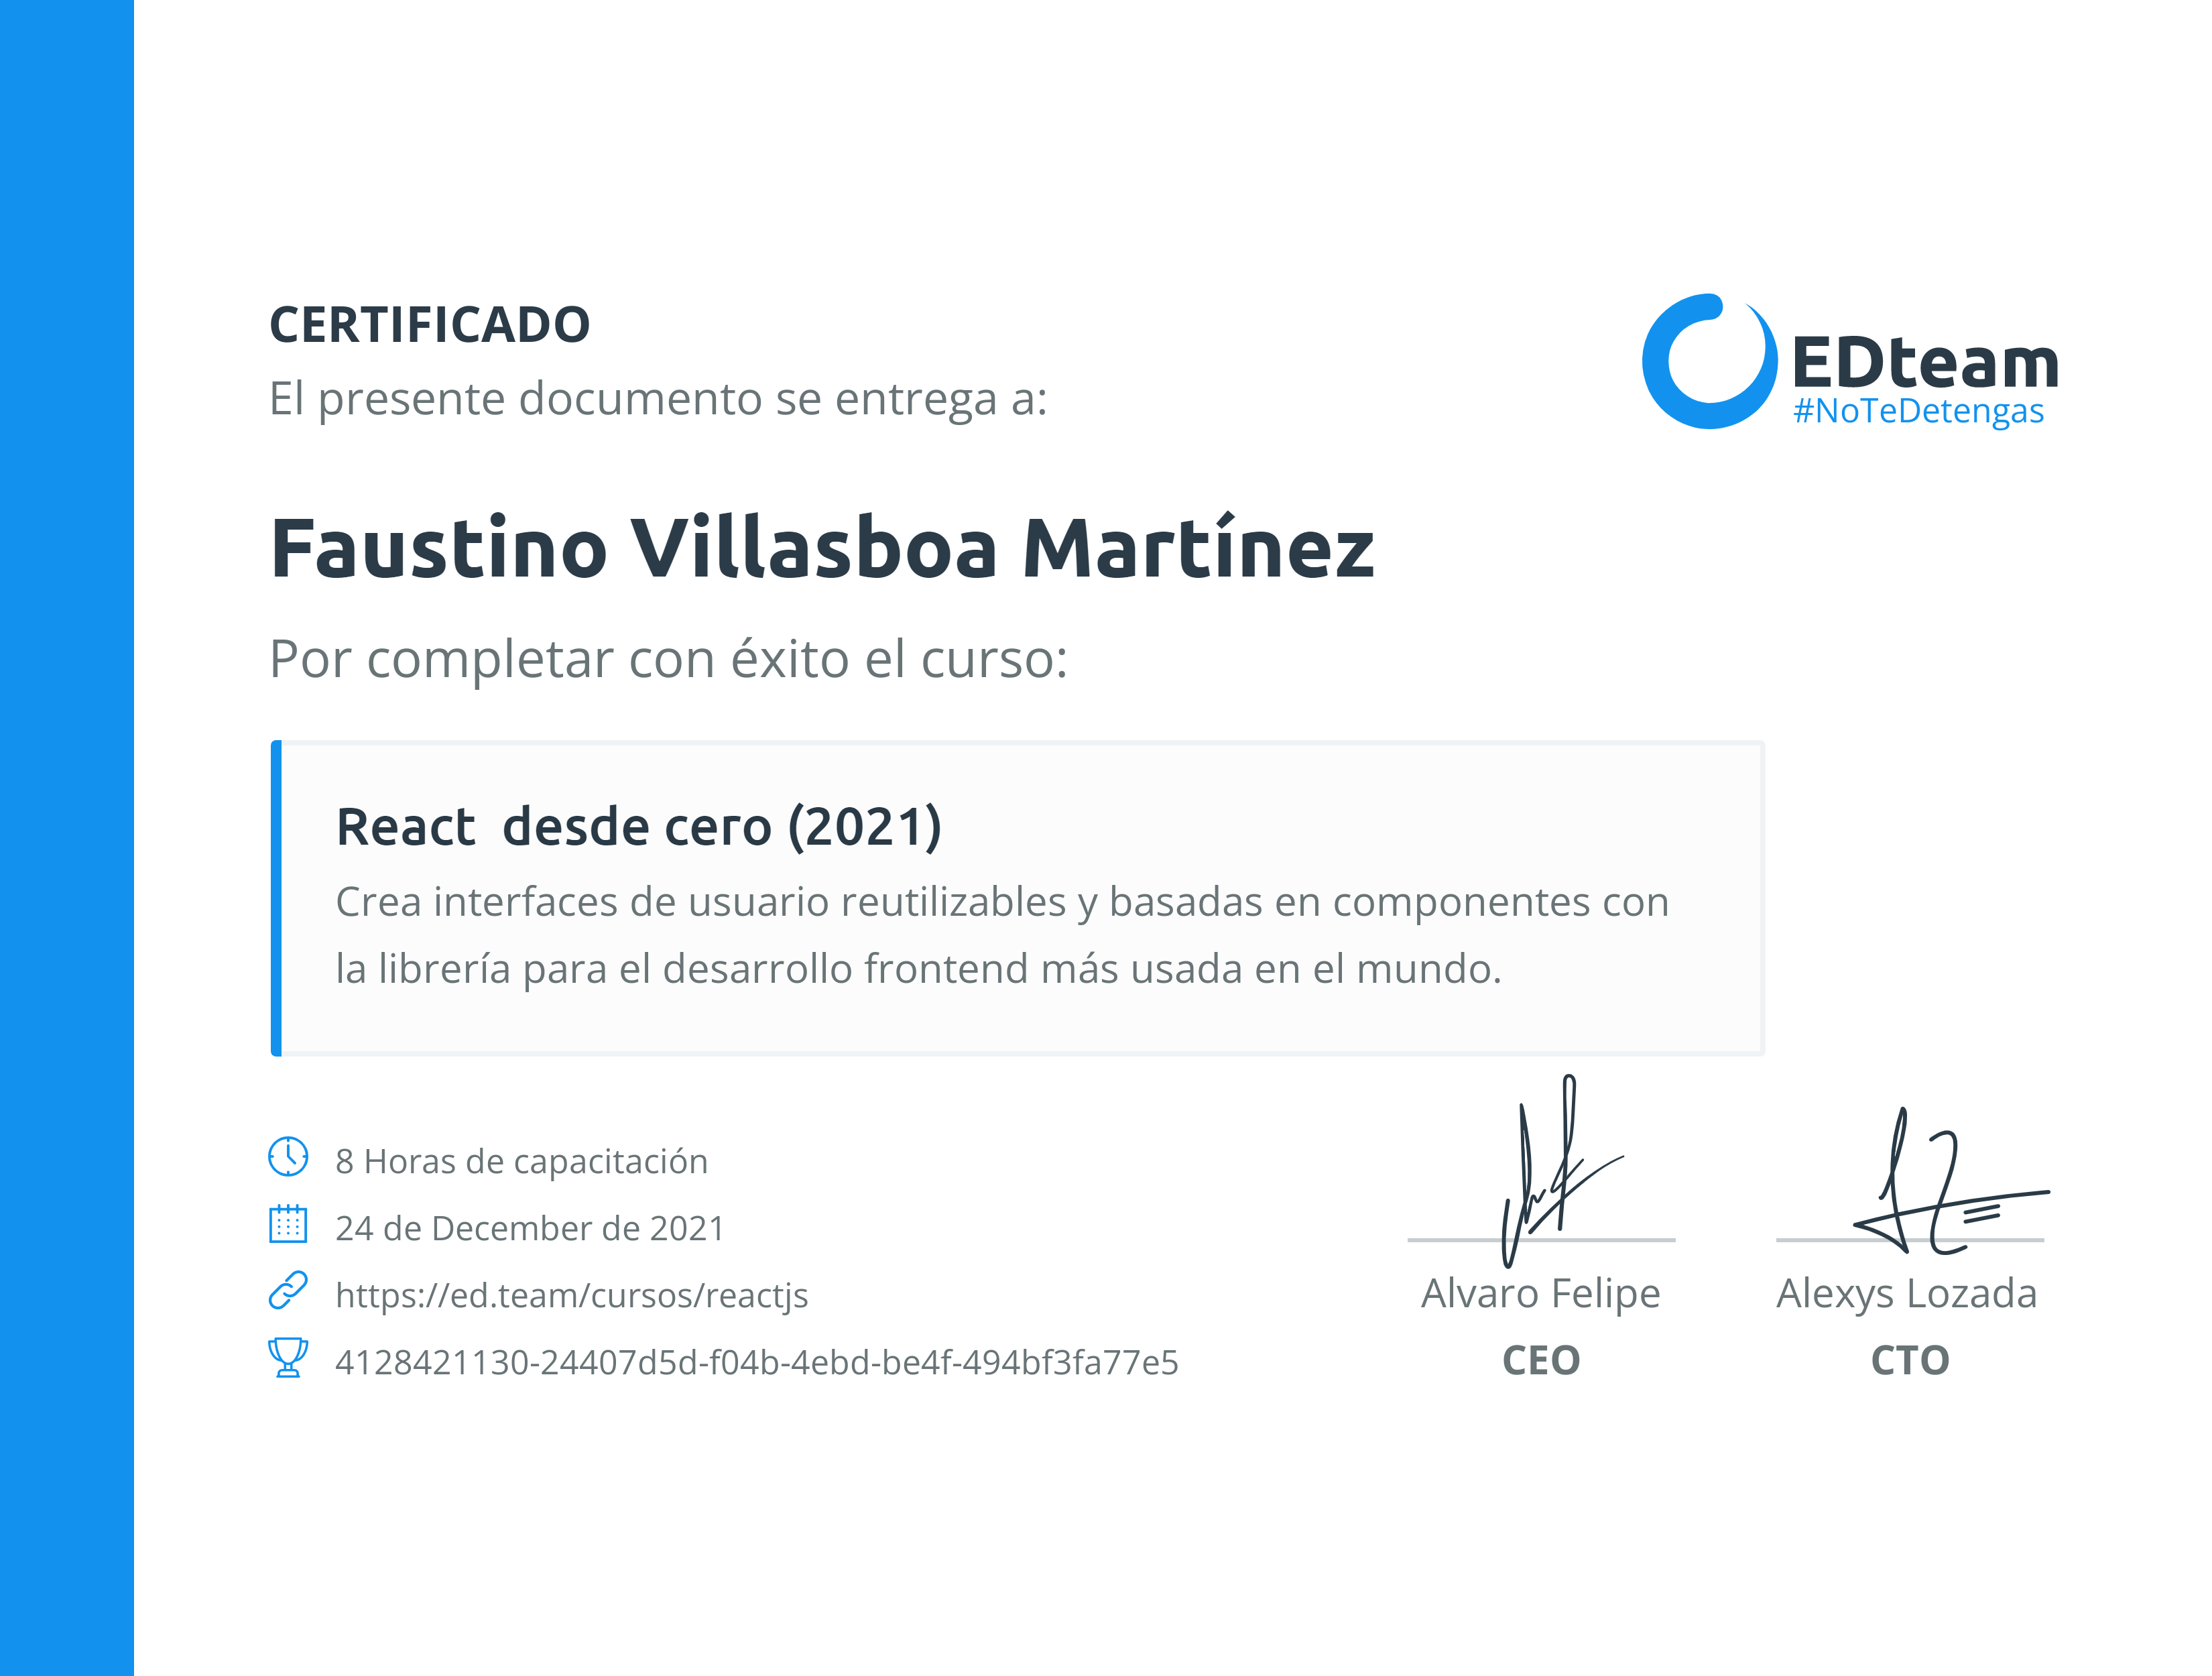 CERTIFICADO
El presente documento se entrega a:
EDteam
#NoTeDetengas
Faustino Villasboa Martínez
Por completar con éxito el curso:
React  desde cero (2021)
Crea interfaces de usuario reutilizables y basadas en componentes con
la librería para el desarrollo frontend más usada en el mundo.
8 Horas de capacitación
24 de December de 2021
https://ed.team/cursos/reactjs
4128421130-24407d5d-f04b-4ebd-be4f-494bf3fa77e5
Alvaro Felipe
CEO
Alexys Lozada
CTO